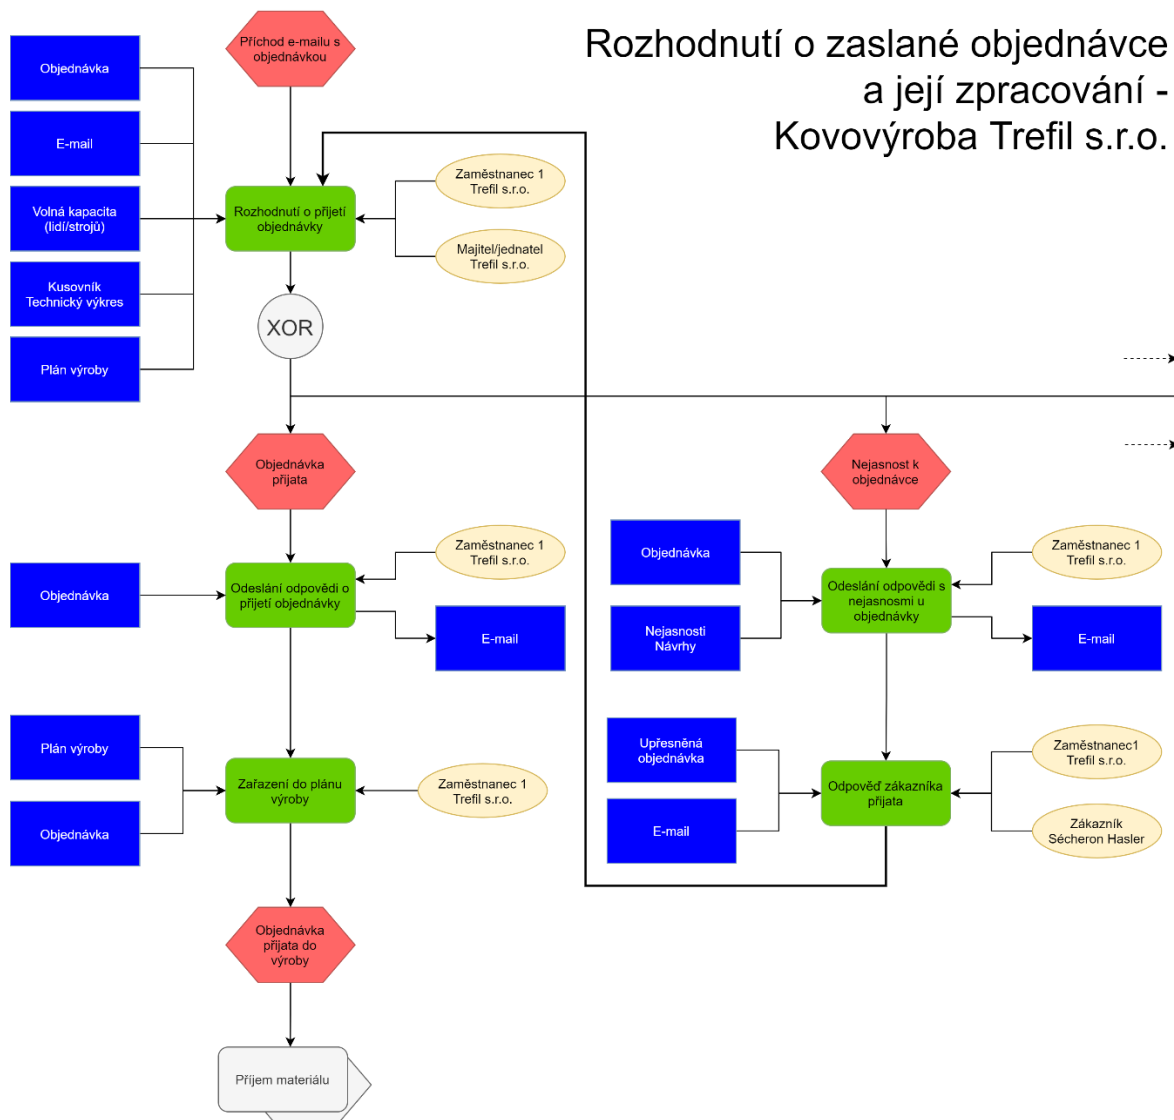 Rozhodnutí o zaslané objednávce
a její zpracování -
Kovovýroba Trefil s.r.o.
Příchod e-mailu s
objednávkou
Objednávka
E-mail
Volná kapacita
(lidí/strojů)
Kusovník
Technický výkres
Plán výroby
Rozhodnutí o přijetí
objednávky
Zaměstnanec 1
Trefil s.r.o.
Majitel/jednatel
Trefil s.r.o.
XOR
Objednávka
přijata
Objednávka
Odeslání odpovědi o
přijetí objednávky
Zaměstnanec 1
Trefil s.r.o.
E-mail
Plán výroby
Objednávka
Zařazení do plánu
výroby
Zaměstnanec 1
Trefil s.r.o.
Objednávka
přijata do
výroby
Příjem materiálu
Nejasnost k
objednávce
Objednávka
Nejasnosti
Návrhy
Odeslání odpovědi s
nejasnosmi u
objednávky
Zaměstnanec 1
Trefil s.r.o.
E-mail
Upřesněná
objednávka
E-mail
Odpověď zákazníka
přijata
Zaměstnanec1
Trefil s.r.o.
Zákazník
Sécheron Hasler